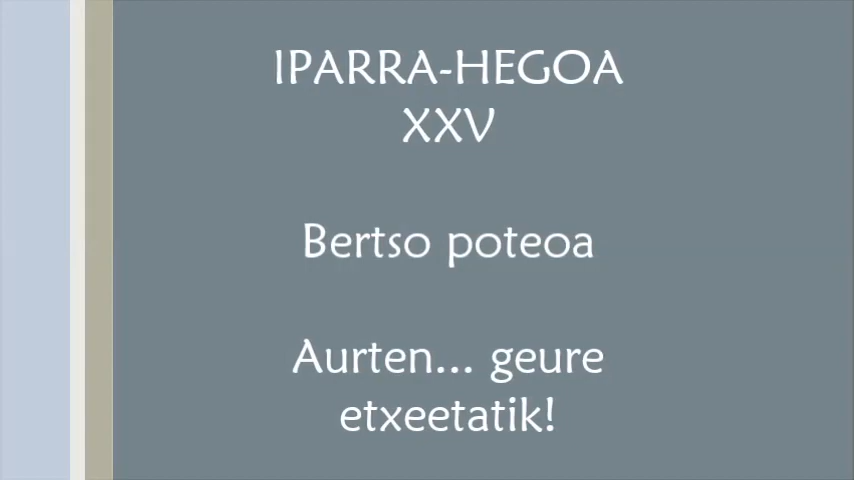 IPARRA-HEGOA
XXV
Bertso poteoa
Aurten... geure
etxeetatik!